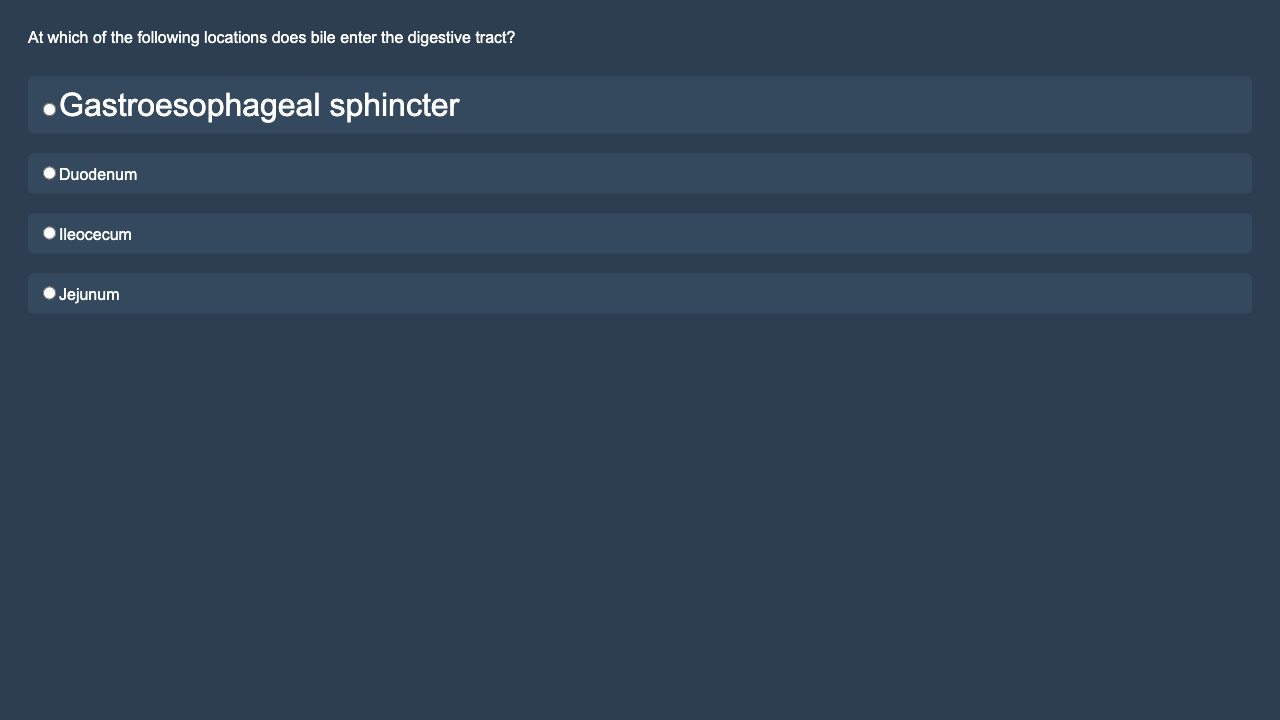 At which of the following locations does bile enter the digestive tract?
Gastroesophageal sphincter
Duodenum
Ileocecum
Jejunum